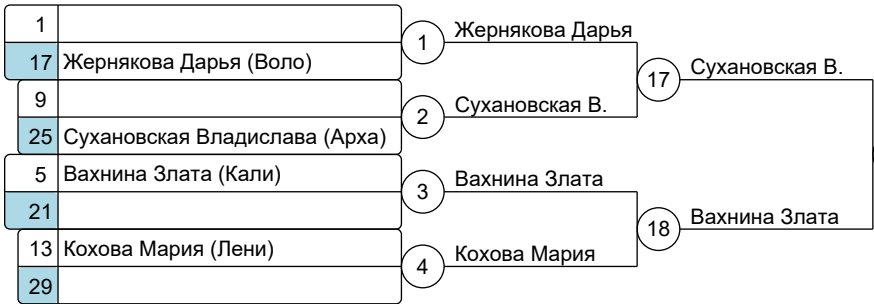 1
17 Жернякова Дарья (Воло)
9
25 Сухановская Владислава (Арха)
5 Вахнина Злата (Кали)
21
13 Кохова Мария (Лени)
29
1 Жернякова Дарья
2 Сухановская В.
3 Вахнина Злата
4 Кохова Мария
17 Сухановская В.
18 Вахнина Злата